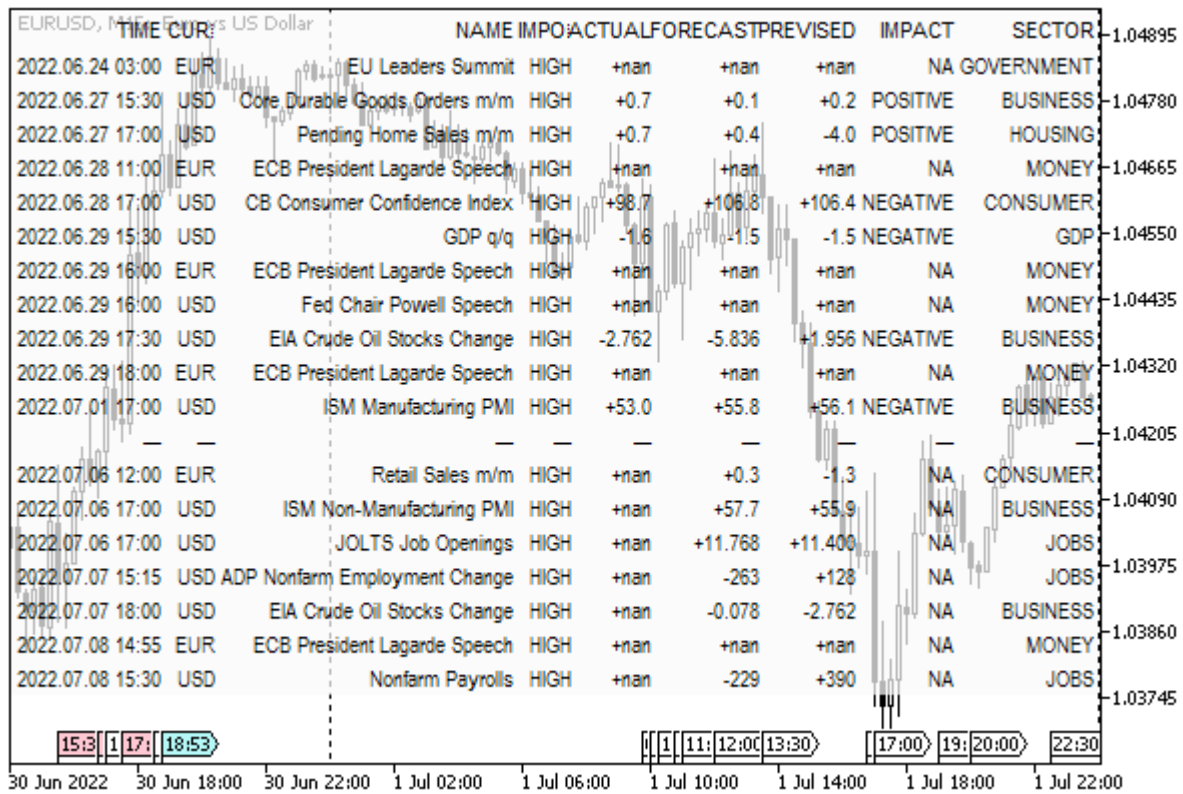 EURUSD, M15: Euro vs US Dollar
TIME CUR NAME IMPO ACTUAL FORECAST PREVISED IMPACT SECTOR 1.04895
2022.06.24 03:00 EUR EU Leaders Summit HIGH +nan +nan +nan NA GOVERNMENT
2022.06.27 15:30 USD Core Durable Goods Orders m/m HIGH +0.7 +0.1 +0.2 POSITIVE BUSINESS 1.04780
2022.06.27 17:00 USD Pending Home Sales m/m HIGH +0.7 +0.4 -4.0 POSITIVE HOUSING
2022.06.28 11:00 EUR ECB President Lagarde Speech HIGH +nan +nan +nan NA MONEY 1.04665
2022.06.28 17:00 USD CB Consumer Confidence Index HIGH +98.7 +106.8 +106.4 NEGATIVE CONSUMER
2022.06.29 15:30 USD GDP q/q HIGH -1.6 -1.5 -1.5 NEGATIVE GDP 1.04550
2022.06.29 16:00 EUR ECB President Lagarde Speech HIGH +nan +nan +nan NA MONEY
2022.06.29 16:00 USD Fed Chair Powell Speech HIGH +nan +nan +nan NA MONEY 1.04435
2022.06.29 17:30 USD EIA Crude Oil Stocks Change HIGH -2.762 -5.836 +1.956 NEGATIVE BUSINESS
2022.06.29 18:00 EUR ECB President Lagarde Speech HIGH +nan +nan +nan NA MONEY 1.04320
2022.07.01 17:00 USD ISM Manufacturing PMI HIGH +53.0 +55.8 +56.1 NEGATIVE BUSINESS
— — — — — — — — — 1.04205
2022.07.06 12:00 EUR Retail Sales m/m HIGH +nan +0.3 -1.3 NA CONSUMER
2022.07.06 17:00 USD ISM Non-Manufacturing PMI HIGH +nan +57.7 +55.9 NA BUSINESS 1.04090
2022.07.06 17:00 USD JOLTS Job Openings HIGH +nan +11.768 +11.400 NA JOBS
2022.07.07 15:15 USD ADP Nonfarm Employment Change HIGH +nan -263 +128 NA JOBS 1.03975
2022.07.07 18:00 USD EIA Crude Oil Stocks Change HIGH +nan -0.078 -2.762 NA BUSINESS
2022.07.08 14:55 EUR ECB President Lagarde Speech HIGH +nan +nan +nan NA MONEY 1.03860
2022.07.08 15:30 USD Nonfarm Payrolls HIGH +nan -229 +390 NA JOBS
1.03745
15:3 1 17: 18:53 1 11: 12:00 13:30 17:00 19: 20:00 22:30
30 Jun 2022 30 Jun 18:00 30 Jun 22:00 1 Jul 02:00 1 Jul 06:00 1 Jul 10:00 1 Jul 14:00 1 Jul 18:00 1 Jul 22:00